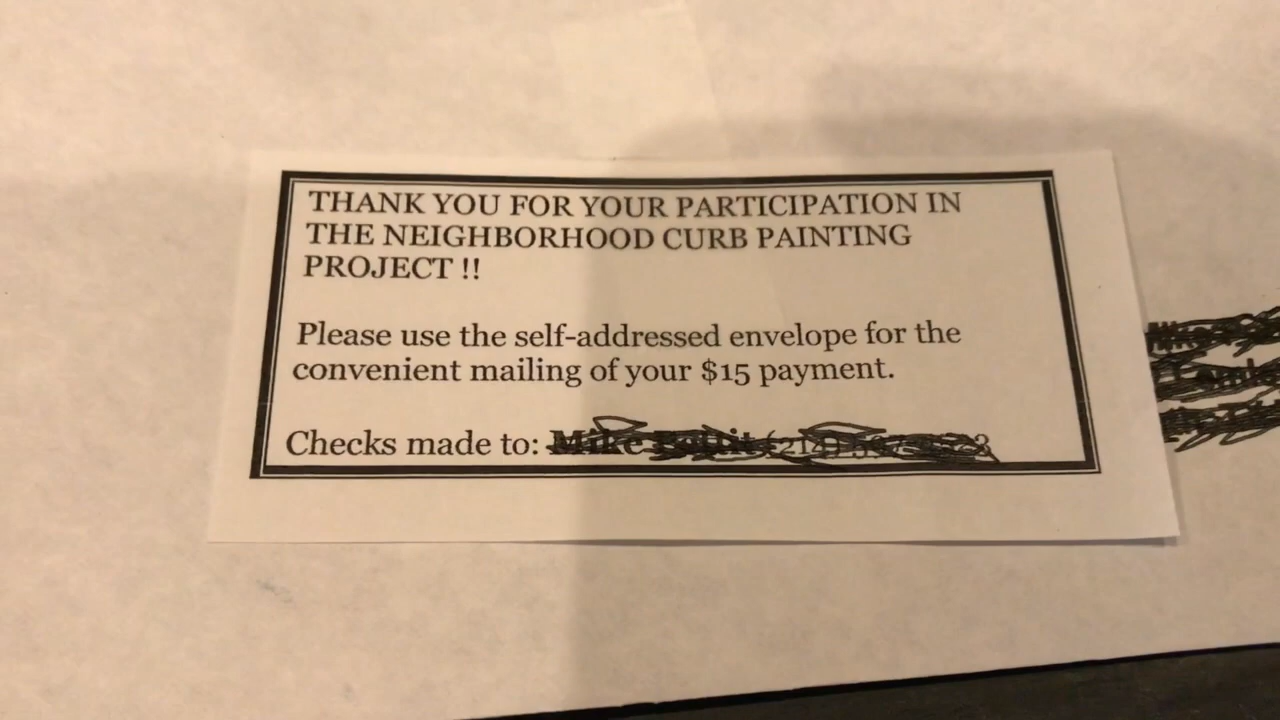 THANK YOU FOR YOUR PARTICIPATION IN
THE NEIGHBORHOOD CURB PAINTING
PROJECT !!
Please use the self-addressed envelope for the
convenient mailing of your $15 payment.
Checks made to: